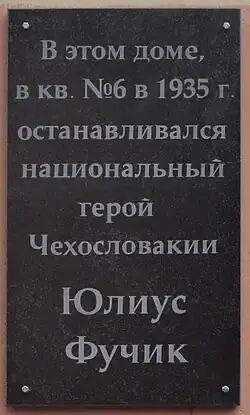 В этом доме,
в кв. №6 в 1935 г.
останавливался
национальный
герой
Чехословакии
Юлиус
Фучик